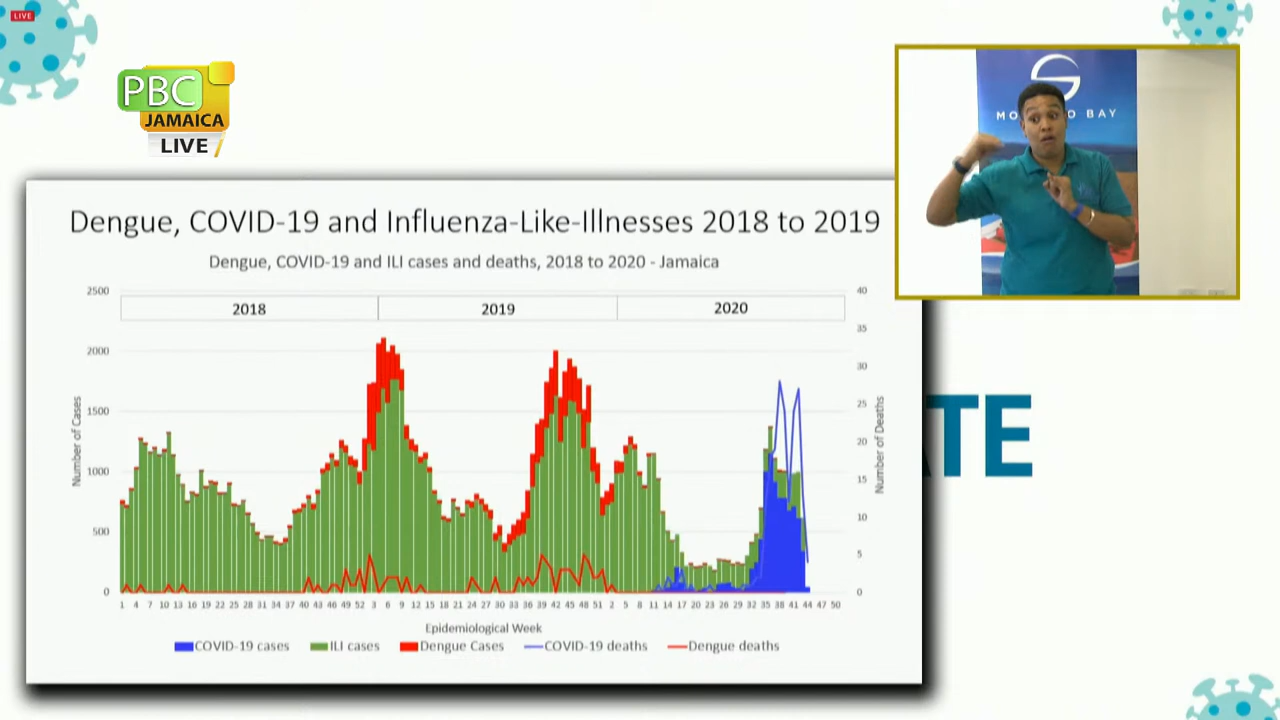 LIVE
PBC
JAMAICA
LIVE
MO O BAY
Dengue, COVID-19 and Influenza-Like-Illnesses 2018 to 2019
Dengue, COVID-19 and ILI cases and deaths, 2018 to 2020 - Jamaica
2018 2019 2020
Number of Cases
2500
2000
1500
1000
500
0
40
35
30
25
20
15
10
5
0
Number of Deaths
1 4 7 10 13 16 19 22 25 28 31 34 37 40 43 46 49 52 3 6 9 12 15 18 21 24 27 30 33 36 39 42 45 48 51 2 5 8 11 14 17 20 23 26 29 32 35 38 41 44 47 50
Epidemiological Week
COVID-19 cases ILI cases Dengue Cases COVID-19 deaths Dengue deaths
ATE